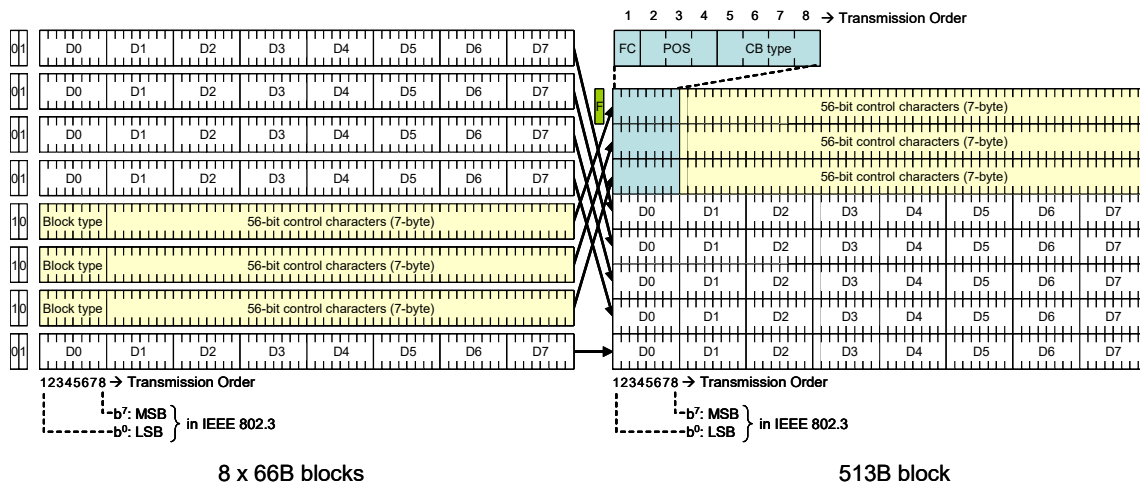 1 2 3 4 5 6 7 8 → Transmission Order
FC POS CB type
01 D0 D1 D2 D3 D4 D5 D6 D7
01 D0 D1 D2 D3 D4 D5 D6 D7
01 D0 D1 D2 D3 D4 D5 D6 D7
01 D0 D1 D2 D3 D4 D5 D6 D7
10 Block type 56-bit control characters (7-byte)
10 Block type 56-bit control characters (7-byte)
10 Block type 56-bit control characters (7-byte)
01 D0 D1 D2 D3 D4 D5 D6 D7
12345678 → Transmission Order
b7: MSB
b0: LSB
in IEEE 802.3
8 x 66B blocks
F
56-bit control characters (7-byte)
56-bit control characters (7-byte)
56-bit control characters (7-byte)
D0 D1 D2 D3 D4 D5 D6 D7
D0 D1 D2 D3 D4 D5 D6 D7
D0 D1 D2 D3 D4 D5 D6 D7
D0 D1 D2 D3 D4 D5 D6 D7
D0 D1 D2 D3 D4 D5 D6 D7
12345678 → Transmission Order
b7: MSB
b0: LSB
in IEEE 802.3
513B block